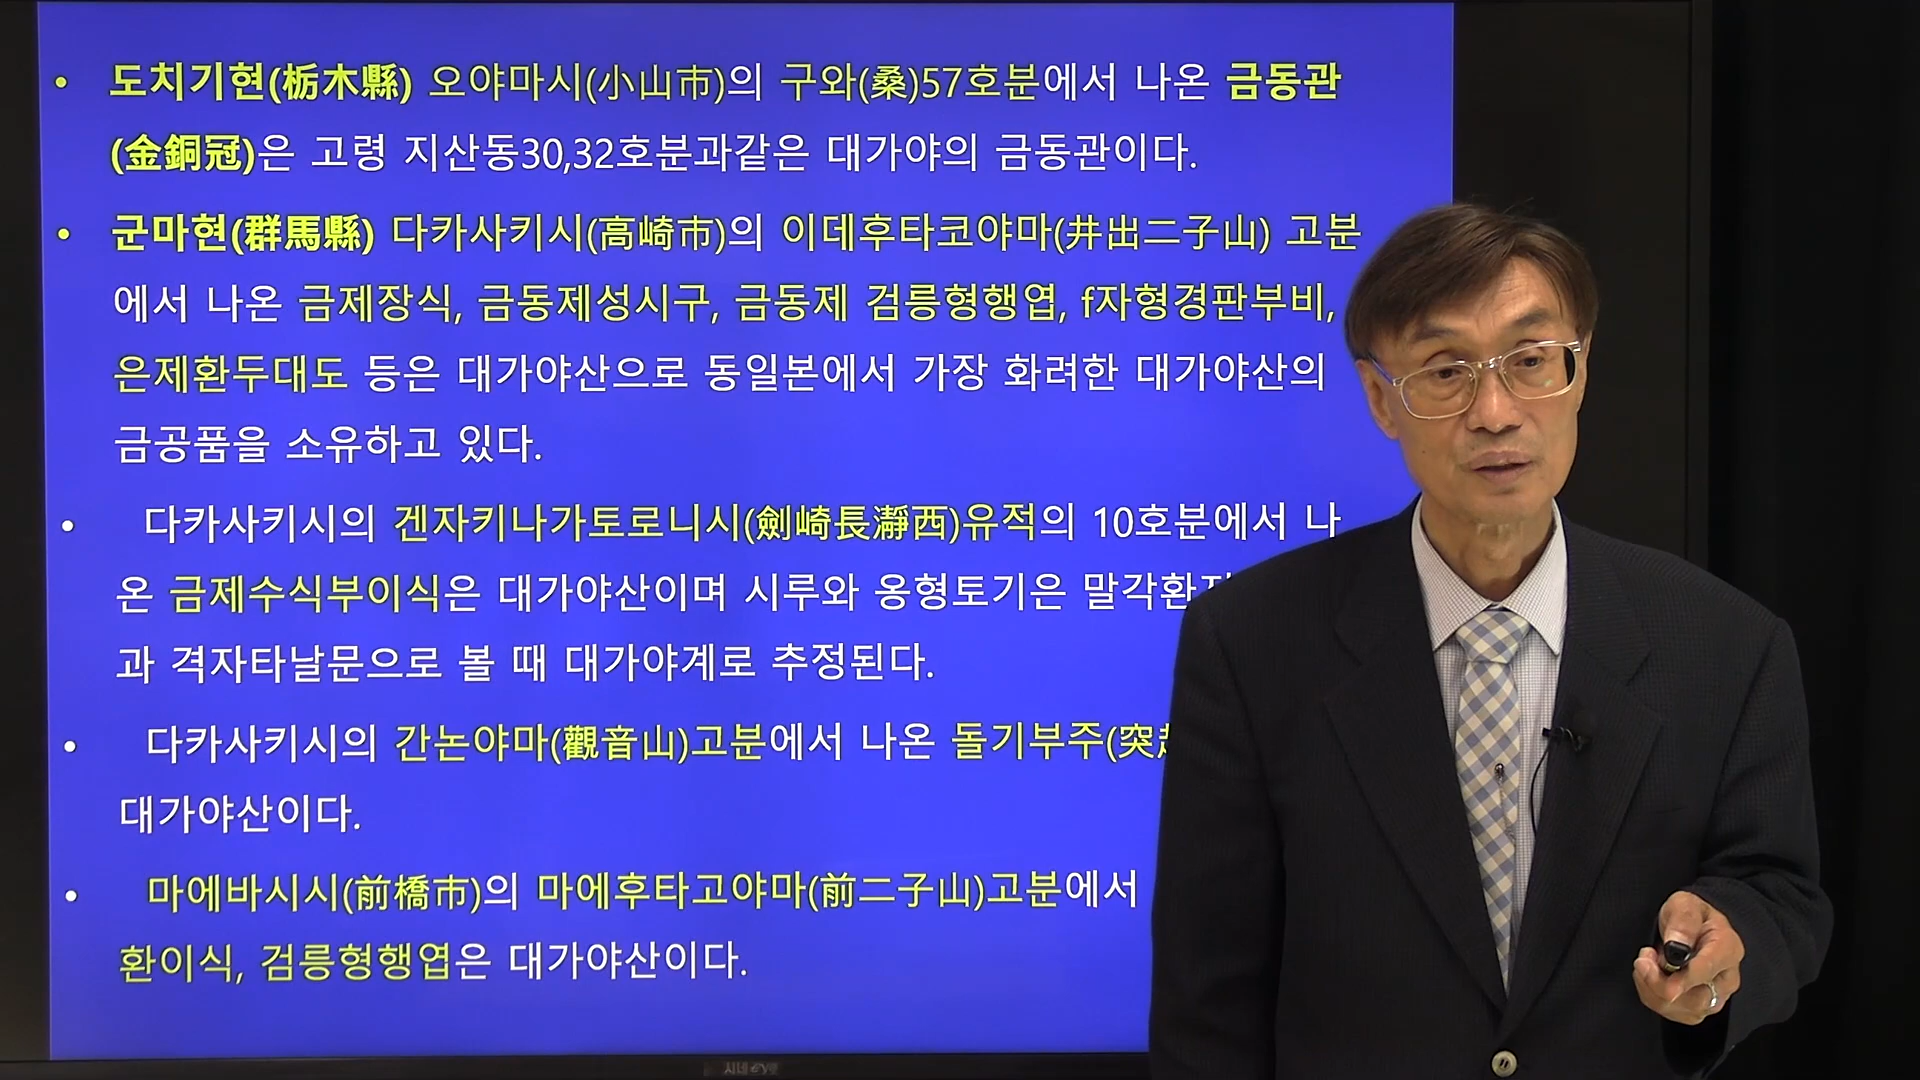 • 도치기현(栃木縣) 오야마시(小山市)의 구와(桑)57호분에서 나온 금동관
(金銅冠)은 고령 지산동30,32호분과같은 대가야의 금동관이다.
• 군마현(群馬縣) 다카사키시(高崎市)의 이데후타코야마(井出二子山) 고분
에서 나온 금제장식, 금동제성시구, 금동제 검릉형행엽, f자형경판부비,
은제환두대도 등은 대가야산으로 동일본에서 가장 화려한 대가야산의
금공품을 소유하고 있다.
• 다카사키시의 겐자키나가토로니시(劍崎長瀞西)유적의 10호분에서 나
온 금제수식부이식은 대가야산이며 시루와 옹형토기은 말각환
과 격자타날문으로 볼 때 대가야계로 추정된다.
• 다카사키시의 간논야마(觀音山)고분에서 나온 돌기부주(突
대가야산이다.
• 마에바시시(前橋市)의 마에후타고야마(前二子山)고분에서
환이식, 검릉형행엽은 대가야산이다.